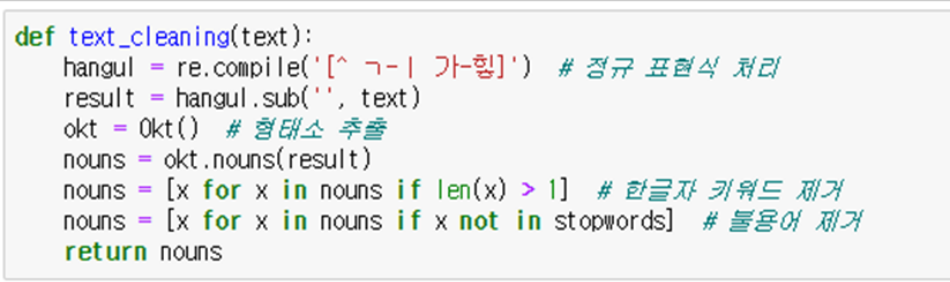 def text_cleaning(text):
    hangul = re.compile('[^ ㄱ-ㅣ 가-힣]')  # 정규 표현식 처리
    result = hangul.sub('', text)
    okt = Okt()  # 형태소 추출
    nouns = okt.nouns(result)
    nouns = [x for x in nouns if len(x) > 1]  # 한글자 키워드 제거
    nouns = [x for x in nouns if x not in stopwords]  # 불용어 제거
    return nouns